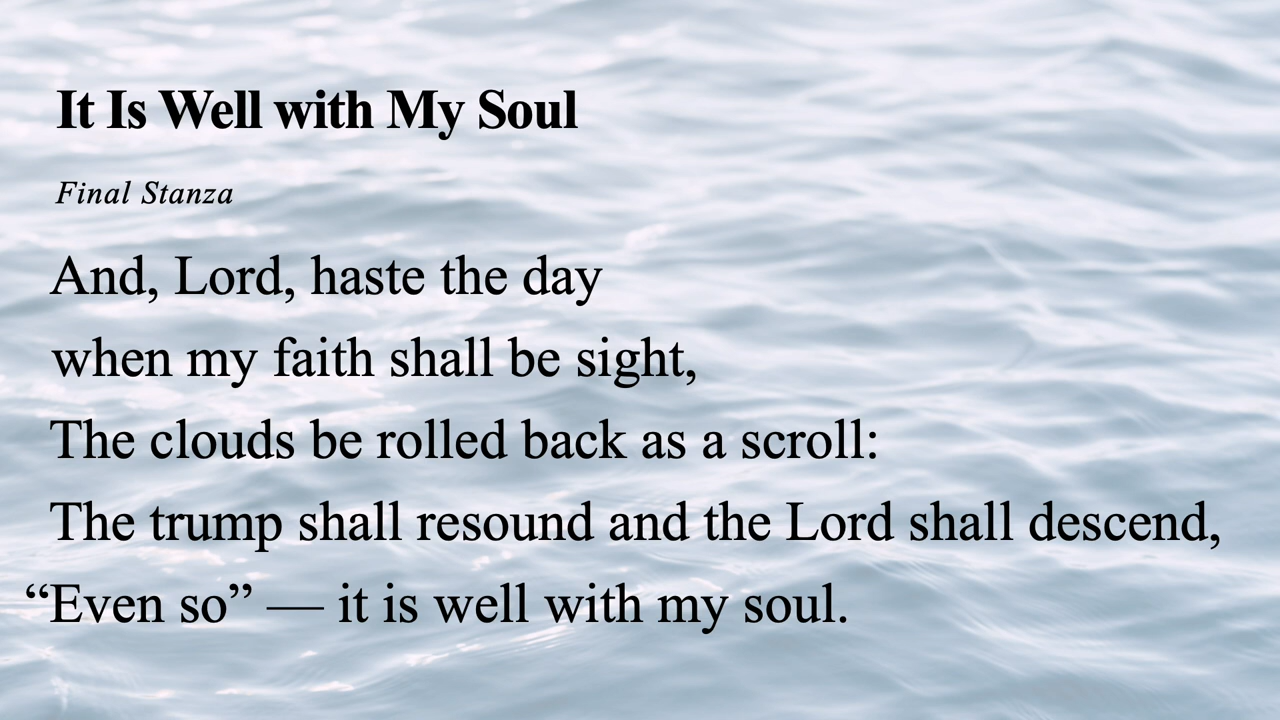 It Is Well with My Soul
Final Stanza
And, Lord, haste the day
when my faith shall be sight,
The clouds be rolled back as a scroll:
The trump shall resound and the Lord shall descend,
“Even so” — it is well with my soul.